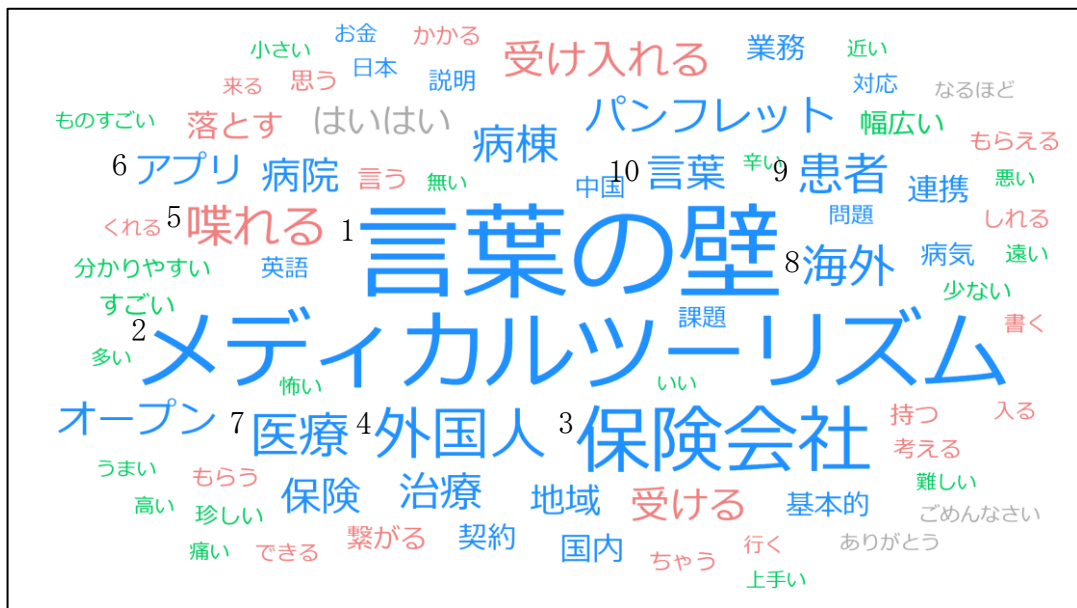 小さい お金 かかる 受け入れる 業務 近い
来る 思う 日本 説明 対応 なるほど
ものすごい 落とす はいはい 病棟 パンフレット 幅広い もらえる
6 アプリ 病院 言う 無い 中国 10 言葉 辛い 9 患者 連携 悪い
くれる 5 喋れる 1 言葉の壁 問題 しれる
分かりやすい 英語 8 海外 病気 遠い
すごい 少ない
2 メディカルツーリズム 課題 書く
多い 怖い いい
オープン 7 医療 4 外国人 3 保険会社 持つ 入る
考える
うまい もらう 保険 治療 地域 受ける 基本的 難しい
高い 珍しい ごめんなさい
痛い できる 繋がる 契約 国内 ちゃう 行く ありがとう
上手い